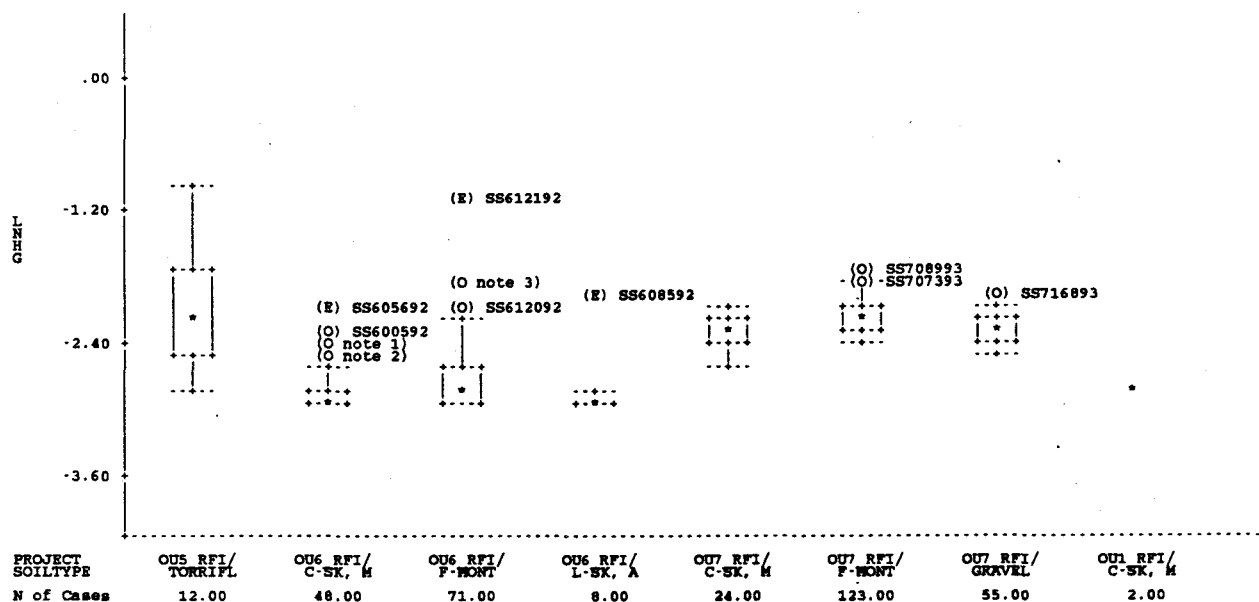 .00
-1.20
LNHG
-2.40
-3.60
(E) SS612192
(O note 3)
(O) SS612092
(E) SS605692
(O) SS600592
(O note 1)
(O note 2)
(E) SS608592
(O) SS708993
(O) SS707393
(O) SS716893
PROJECT OU5 RFI/ OU6 RFI/ OU6 RFI/ OU6 RFI/ OU7 RFI/ OU7 RFI/ OU7 RFI/ OU1 RFI/
SOILTYPE TORRIFL C-SK, M F-MONT L-SK, A C-SK, M F-MONT GRAVEL C-SK, M
N of Cases 12.00 48.00 71.00 8.00 24.00 123.00 55.00 2.00